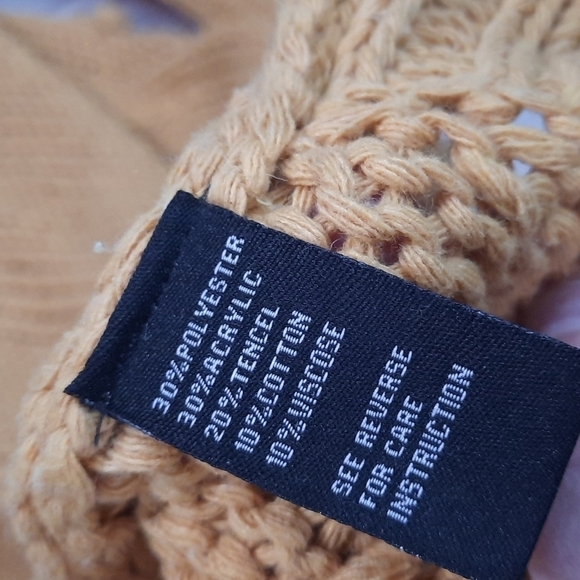 30%POLYESTER
30%ACRYLIC
20%TENCEL
10%COTTON
10%VISCOSE
SEE REVERSE
FOR CARE
INSTRUCTION